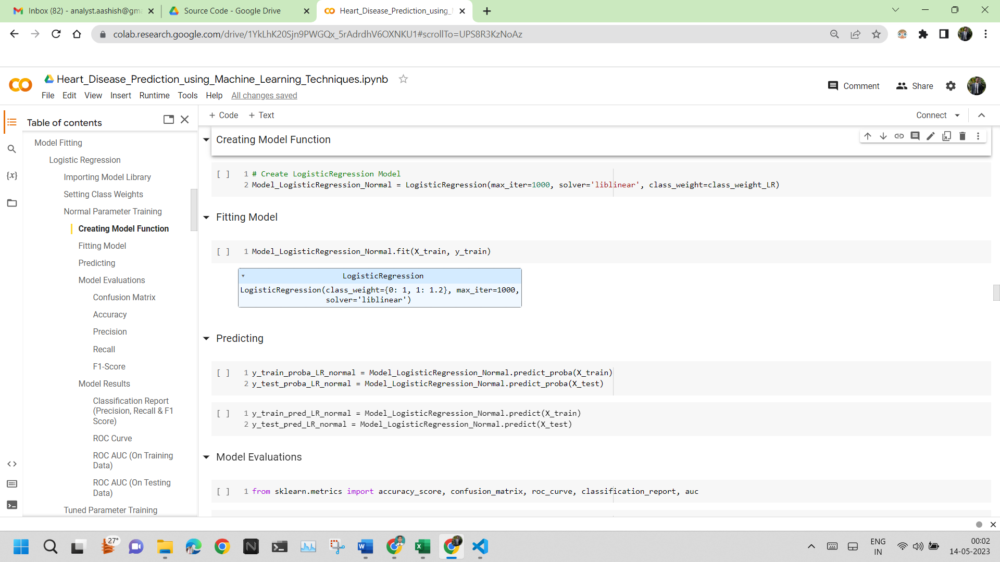 Inbox (82) - analyst.aashish@gm
Source Code - Google Drive
Heart_Disease_Prediction_using_
colab.research.google.com/drive/1YkLhK20Sjn9PWGQx_5rAdrdhV6OXNKU1#scrollTo=UPS8R3KzNoAz
Heart_Disease_Prediction_using_Machine_Learning_Techniques.ipynb
File Edit View Insert Runtime Tools Help All changes saved
Comment Share
Table of contents
Model Fitting
Logistic Regression
Importing Model Library
Setting Class Weights
Normal Parameter Training
Creating Model Function
Fitting Model
Predicting
Model Evaluations
Confusion Matrix
Accuracy
Precision
Recall
F1-Score
Model Results
Classification Report
(Precision, Recall & F1
Score)
ROC Curve
ROC AUC (On Training
Data)
ROC AUC (On Testing
Data)
Tuned Parameter Training
+ Code + Text
Connect
Creating Model Function
[ ] 1 # Create LogisticRegression Model
2 Model_LogisticRegression_Normal = LogisticRegression(max_iter=1000, solver='liblinear', class_weight=class_weight_LR)
Fitting Model
[ ] 1 Model_LogisticRegression_Normal.fit(X_train, y_train)
LogisticRegression
LogisticRegression(class_weight={0: 1, 1: 1.2}, max_iter=1000,
solver='liblinear')
Predicting
[ ] 1 y_train_proba_LR_normal = Model_LogisticRegression_Normal.predict_proba(X_train)
2 y_test_proba_LR_normal = Model_LogisticRegression_Normal.predict_proba(X_test)
[ ] 1 y_train_pred_LR_normal = Model_LogisticRegression_Normal.predict(X_train)
2 y_test_pred_LR_normal = Model_LogisticRegression_Normal.predict(X_test)
Model Evaluations
[ ] 1 from sklearn.metrics import accuracy_score, confusion_matrix, roc_curve, classification_report, auc
27°
ENG
IN
00:02
14-05-2023